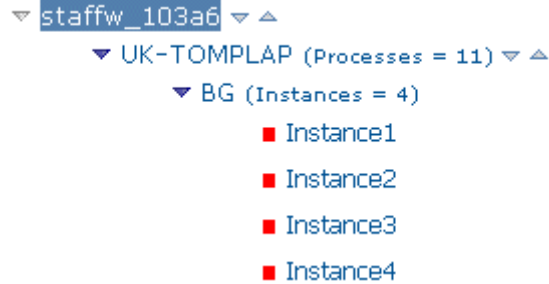 staffw_103a6
UK-TOMPLAP (Processes = 11)
BG (Instances = 4)
Instance1
Instance2
Instance3
Instance4